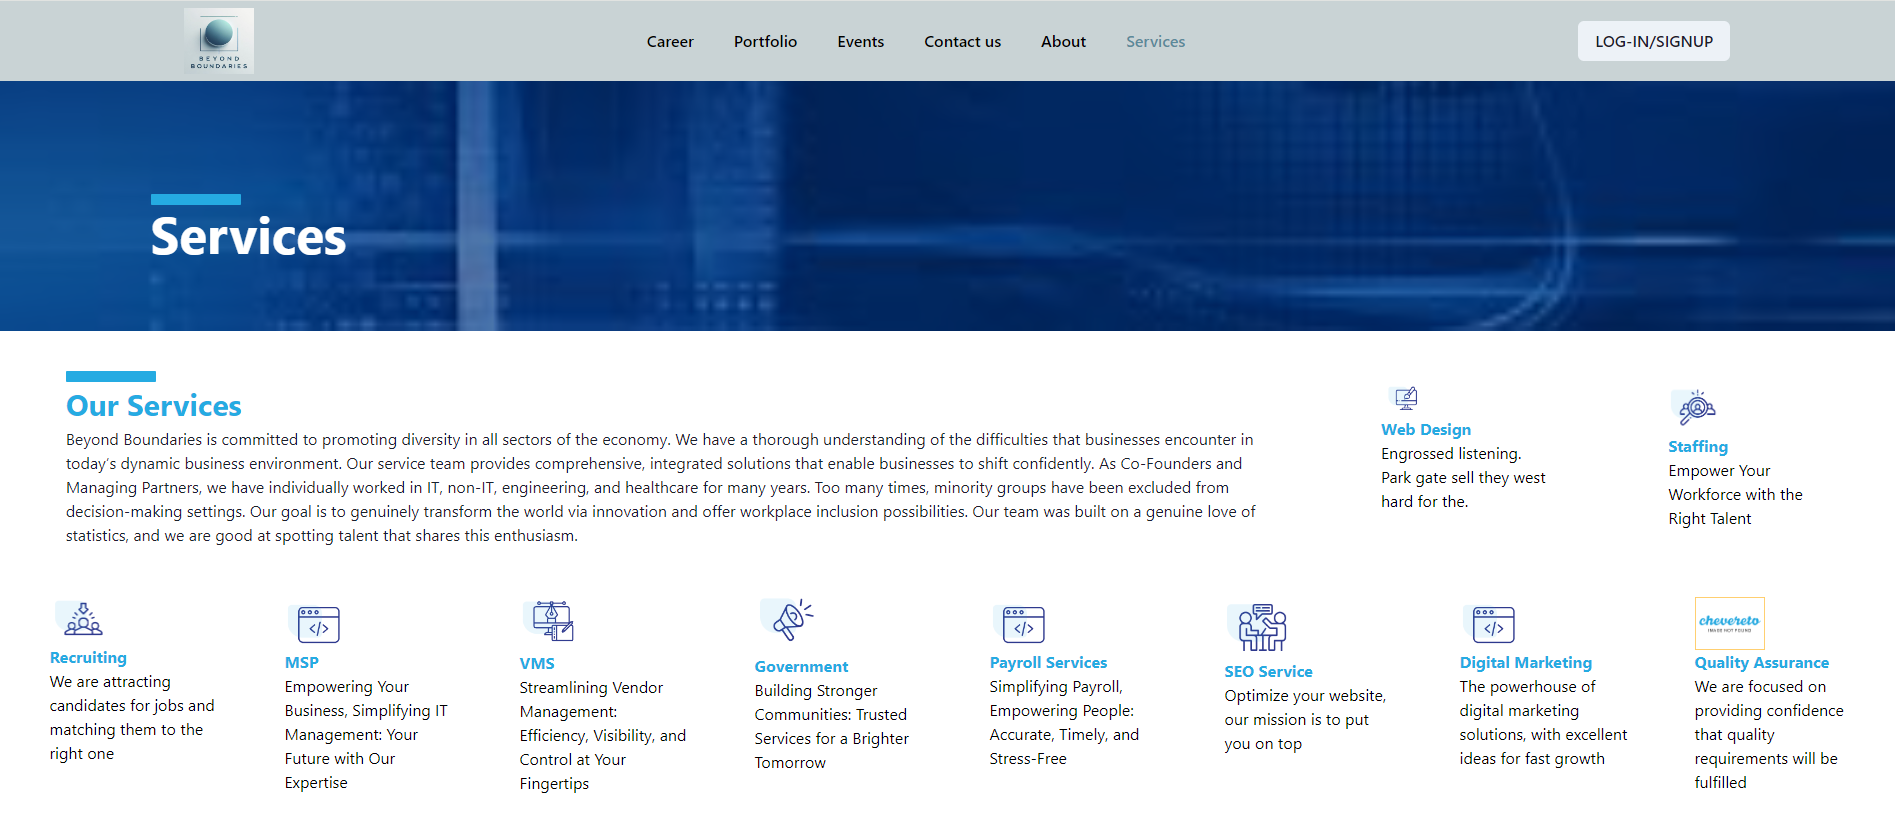 BEYOND
BOUNDARIES
Career
Portfolio
Events
Contact us
About
Services
LOG-IN/SIGNUP
Services
Our Services
Beyond Boundaries is committed to promoting diversity in all sectors of the economy. We have a thorough understanding of the difficulties that businesses encounter in
today's dynamic business environment. Our service team provides comprehensive, integrated solutions that enable businesses to shift confidently. As Co-Founders and
Managing Partners, we have individually worked in IT, non-IT, engineering, and healthcare for many years. Too many times, minority groups have been excluded from
decision-making settings. Our goal is to genuinely transform the world via innovation and offer workplace inclusion possibilities. Our team was built on a genuine love of
statistics, and we are good at spotting talent that shares this enthusiasm.
Web Design
Engrossed listening.
Park gate sell they west
hard for the.
Staffing
Empower Your
Workforce with the
Right Talent
Recruiting
We are attracting
candidates for jobs and
matching them to the
right one
MSP
Empowering Your
Business, Simplifying IT
Management: Your
Future with Our
Expertise
VMS
Streamlining Vendor
Management:
Efficiency, Visibility, and
Control at Your
Fingertips
Government
Building Stronger
Communities: Trusted
Services for a Brighter
Tomorrow
Payroll Services
Simplifying Payroll,
Empowering People:
Accurate, Timely, and
Stress-Free
SEO Service
Optimize your website,
our mission is to put
you on top
Digital Marketing
The powerhouse of
digital marketing
solutions, with excellent
ideas for fast growth
chevereto
IMAGE NOT FOUND
Quality Assurance
We are focused on
providing confidence
that quality
requirements will be
fulfilled